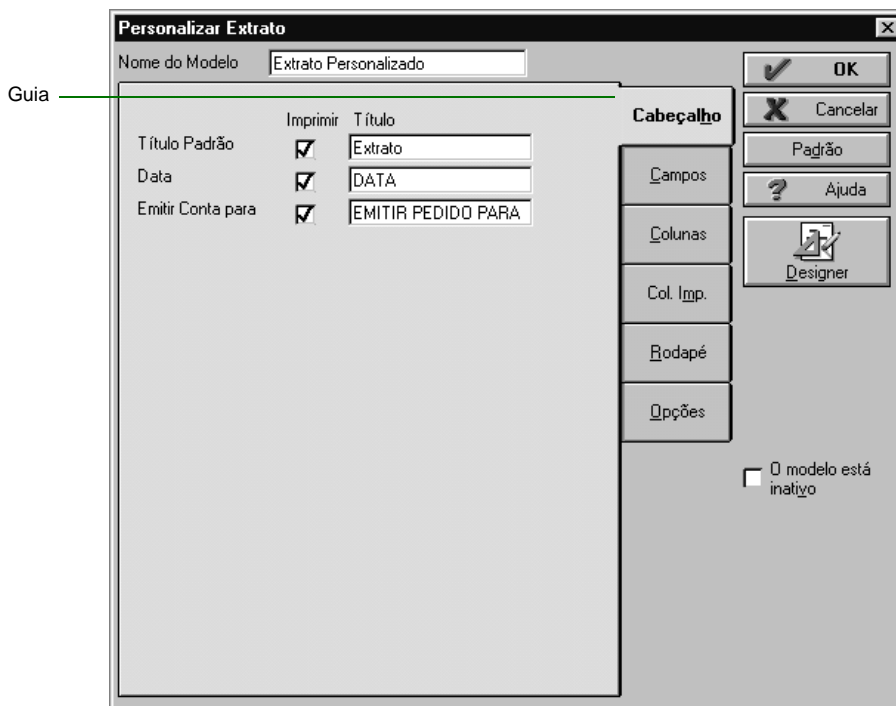 Personalizar Extrato
Nome do Modelo Extrato Personalizado
Guia
Imprimir Título
Título Padrão Extrato
Data DATA
Emitir Conta para EMITIR PEDIDO PARA
Cabeçalho
Campos
Colunas
Col. Imp.
Rodapé
Opções
OK
Cancelar
Padrão
Ajuda
Designer
O modelo está
inativo